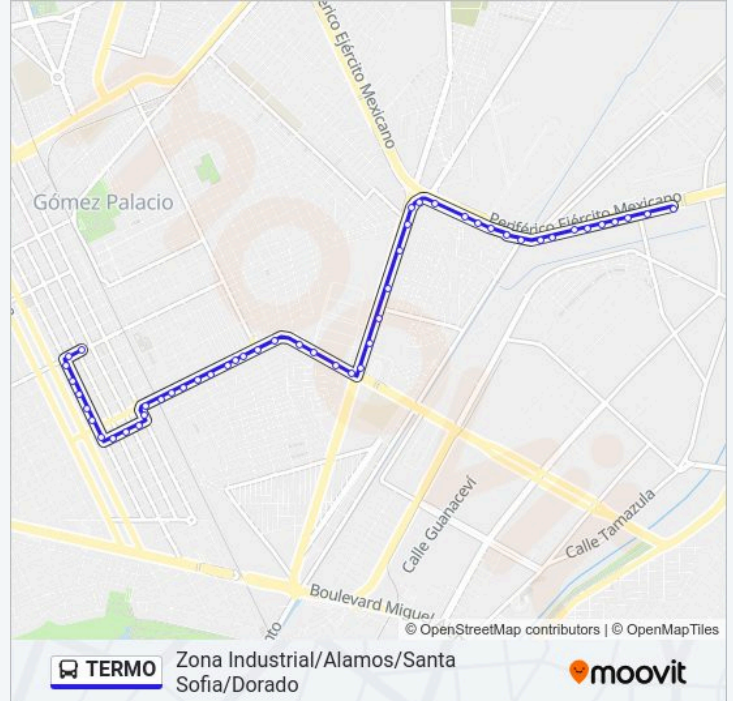 Periférico Ejército Mexicano
Gómez Palacio
Periférico Ejército Mexicano
Calle Guanaceví
Calle Tamazula
Boulevard Miguel
© OpenStreetMap contributors | © OpenMapTiles
TERMO
Zona Industrial/Alamos/Santa
Sofia/Dorado
moovit